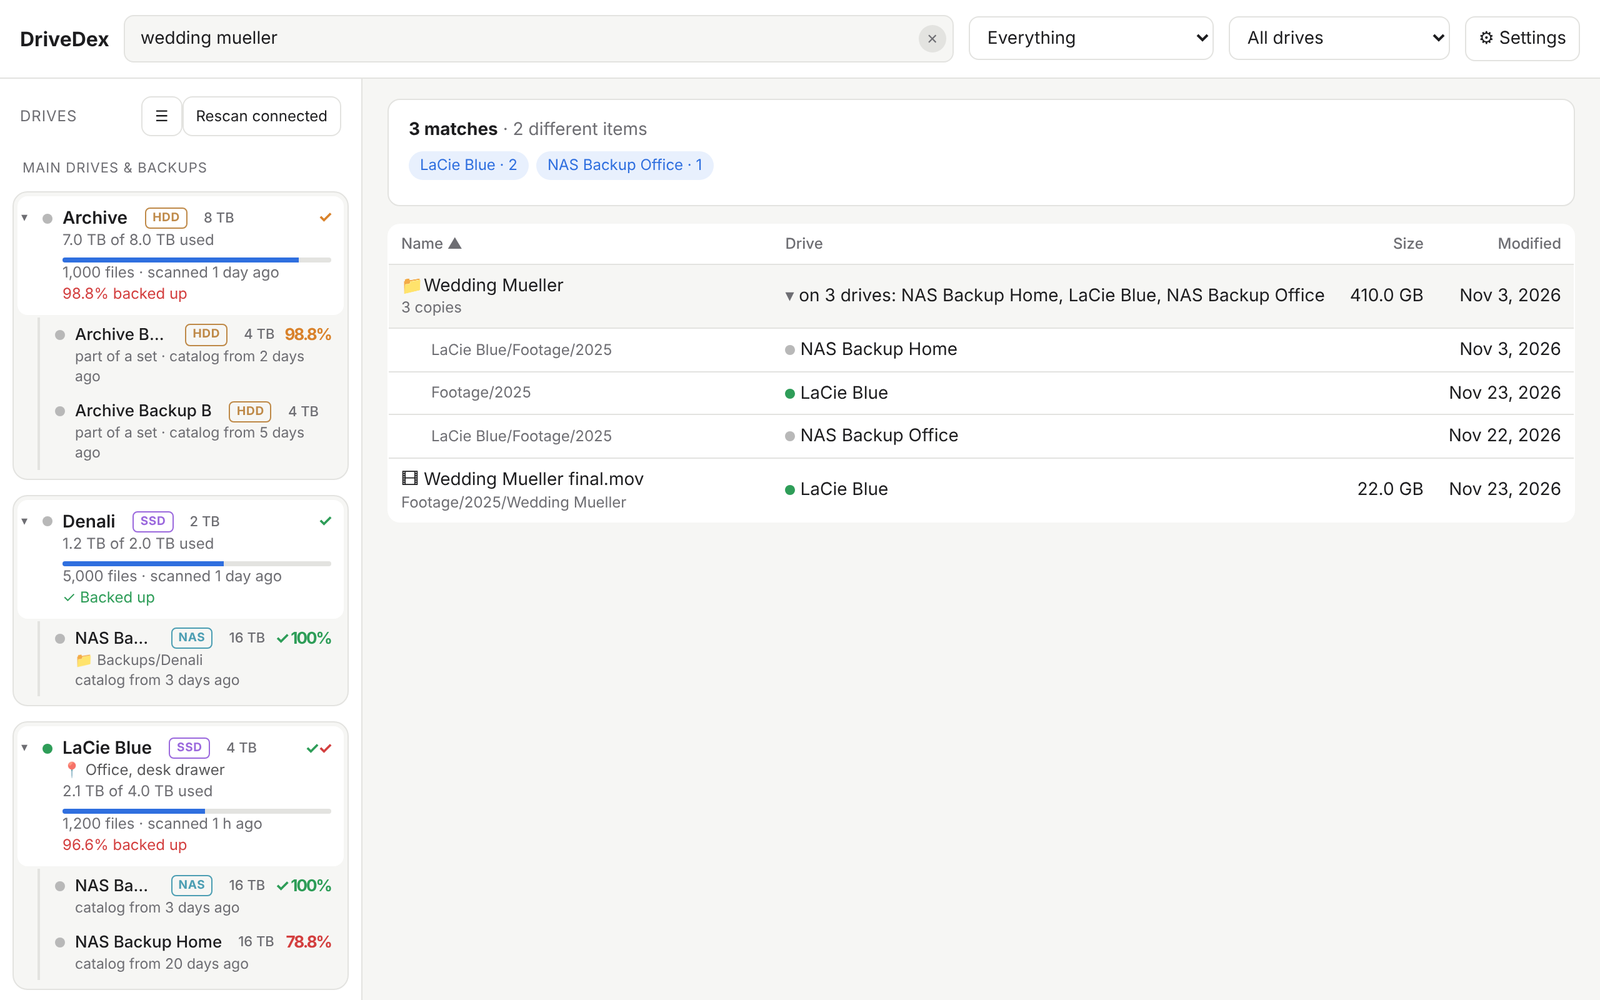 DriveDex
wedding mueller
×
Everything
All drives
⚙ Settings
DRIVES
☰
Rescan connected
MAIN DRIVES & BACKUPS
▾ Archive HDD 8 TB ✓
7.0 TB of 8.0 TB used
1,000 files · scanned 1 day ago
98.8% backed up
Archive B... HDD 4 TB 98.8%
part of a set · catalog from 2 days
ago
Archive Backup B HDD 4 TB
part of a set · catalog from 5 days
ago
▾ Denali SSD 2 TB ✓
1.2 TB of 2.0 TB used
5,000 files · scanned 1 day ago
✓ Backed up
NAS Ba... NAS 16 TB ✓100%
📁 Backups/Denali
catalog from 3 days ago
▾ LaCie Blue SSD 4 TB ✓✓
📍 Office, desk drawer
2.1 TB of 4.0 TB used
1,200 files · scanned 1 h ago
96.6% backed up
NAS Ba... NAS 16 TB ✓100%
catalog from 3 days ago
NAS Backup Home 16 TB 78.8%
catalog from 20 days ago
3 matches · 2 different items
LaCie Blue · 2 NAS Backup Office · 1
Name ▲ Drive Size Modified
📁 Wedding Mueller
3 copies
▾ on 3 drives: NAS Backup Home, LaCie Blue, NAS Backup Office 410.0 GB Nov 3, 2026
LaCie Blue/Footage/2025 NAS Backup Home Nov 3, 2026
Footage/2025 LaCie Blue Nov 23, 2026
LaCie Blue/Footage/2025 NAS Backup Office Nov 22, 2026
🎞 Wedding Mueller final.mov
Footage/2025/Wedding Mueller
LaCie Blue 22.0 GB Nov 23, 2026